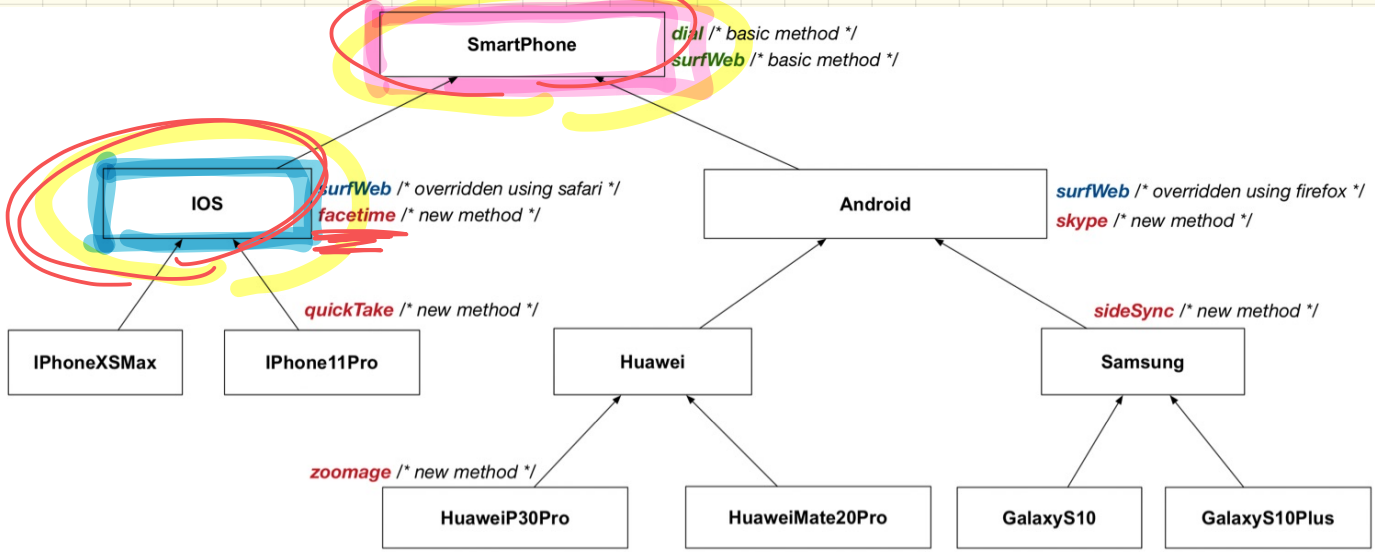 SmartPhone
dial /* basic method */
surfWeb /* basic method */
IOS
surfWeb /* overridden using safari */
facetime /* new method */
Android
surfWeb /* overridden using firefox */
skype /* new method */
quickTake /* new method */
sideSync /* new method */
IPhoneXSMax
IPhone11Pro
Huawei
Samsung
zoomage /* new method */
HuaweiP30Pro
HuaweiMate20Pro
GalaxyS10
GalaxyS10Plus